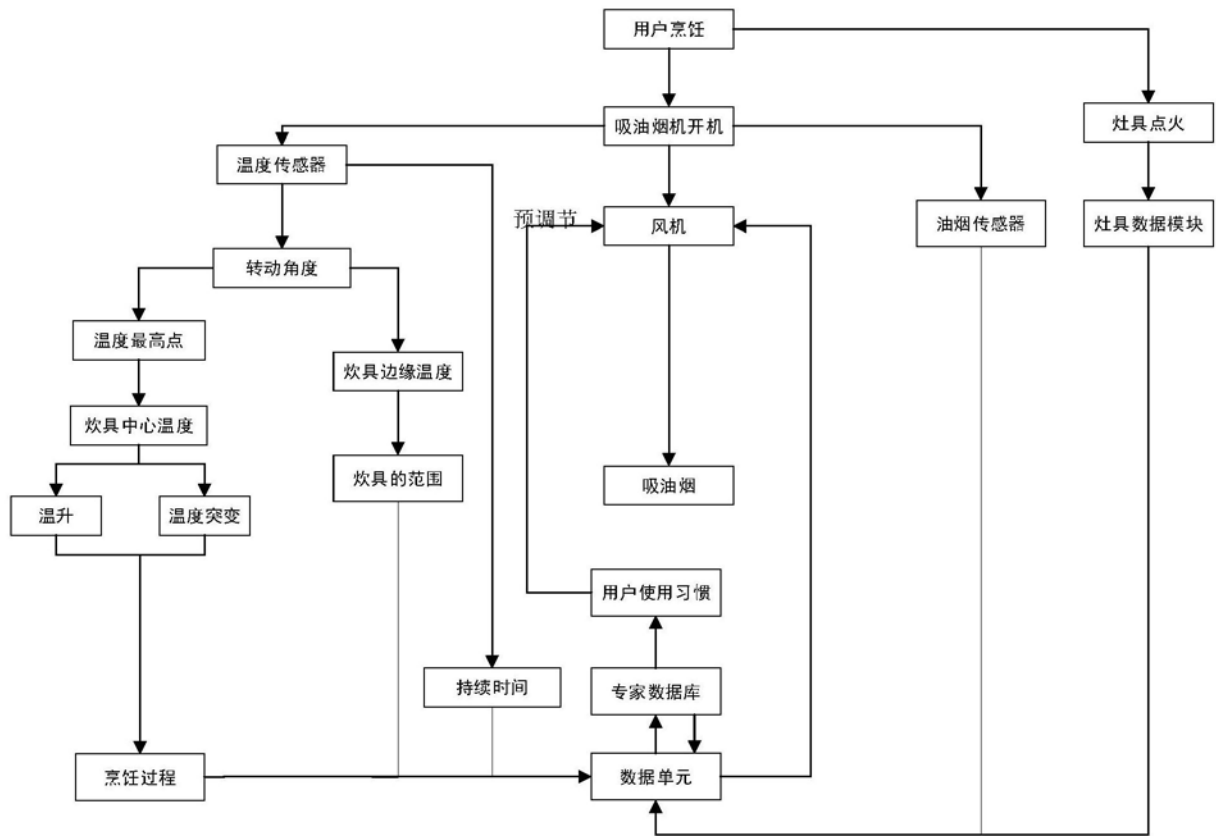 用户烹饪
吸油烟机开机
灶具点火
温度传感器
预调节
风机
油烟传感器
灶具数据模块
转动角度
温度最高点
炊具边缘温度
炊具中心温度
炊具的范围
吸油烟
温升
温度突变
用户使用习惯
持续时间
专家数据库
烹饪过程
数据单元